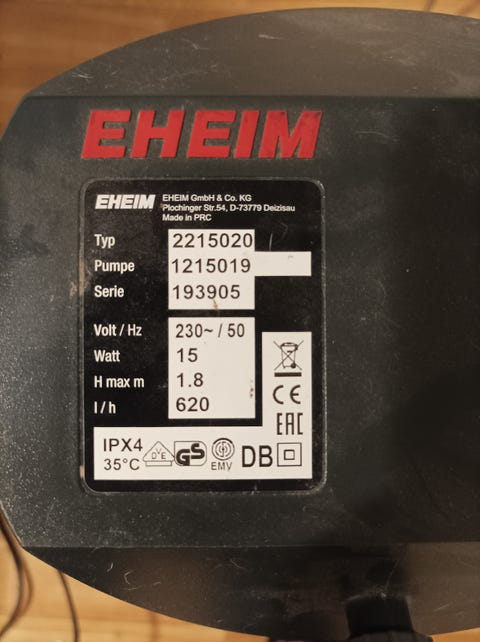 EHEIM
EHEIM EHEIM GmbH & Co. KG
Plochinger Str.54, D-73779 Deizisau
Made in PRC
Typ 2215020
Pumpe 1215019
Serie 193905
Volt / Hz 230~ / 50
Watt 15
H max m 1.8
l / h 620
CE
EAC
IPX4
35°C
DVE
GS
EMV
DB